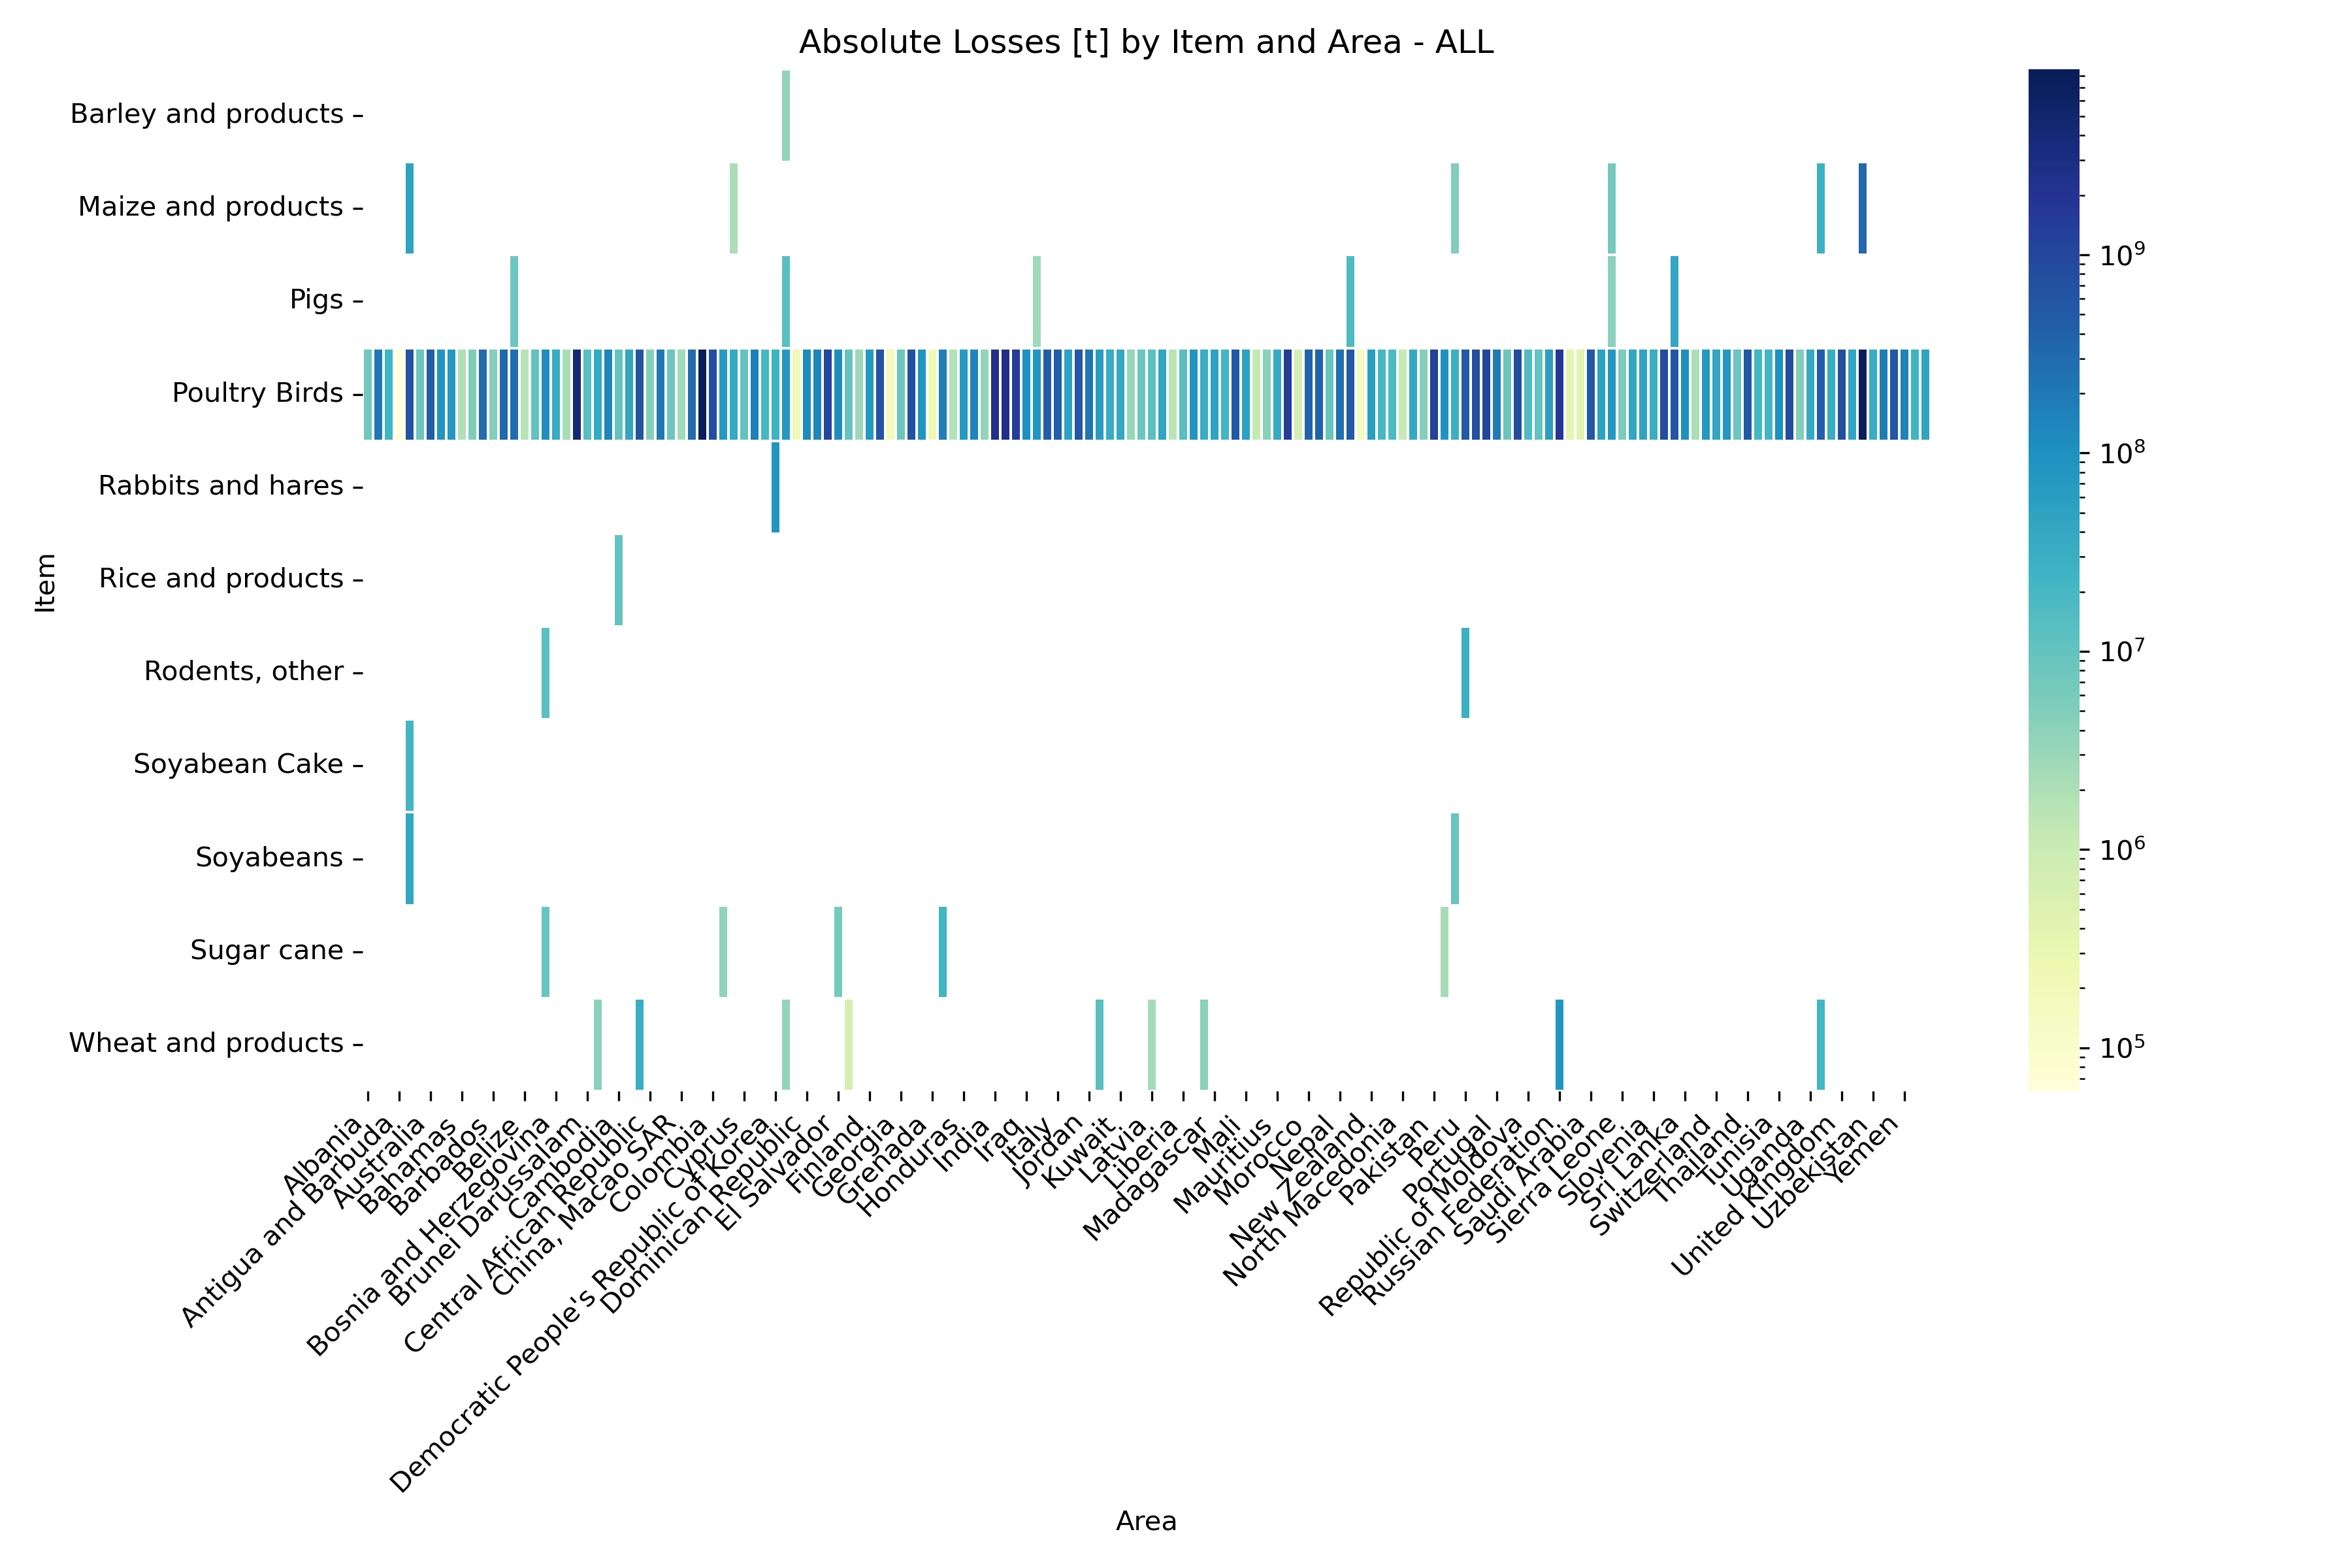 Absolute Losses [t] by Item and Area - ALL
Item
Barley and products
Maize and products
Pigs
Poultry Birds
Rabbits and hares
Rice and products
Rodents, other
Soyabean Cake
Soyabeans
Sugar cane
Wheat and products
10⁹
10⁸
10⁷
10⁶
10⁵
Albania
Antigua and Barbuda
Australia
Bahamas
Barbados
Belize
Bosnia and Herzegovina
Brunei Darussalam
Cambodia
Central African Republic
China, Macao SAR
Colombia
Cyprus
Democratic People's Republic of Korea
Dominican Republic
El Salvador
Finland
Georgia
Grenada
Honduras
India
Iraq
Italy
Jordan
Kuwait
Latvia
Liberia
Madagascar
Mali
Mauritius
Morocco
Nepal
New Zealand
North Macedonia
Pakistan
Peru
Portugal
Republic of Moldova
Russian Federation
Saudi Arabia
Sierra Leone
Slovenia
Sri Lanka
Switzerland
Thailand
Tunisia
Uganda
United Kingdom
Uzbekistan
Yemen
Area